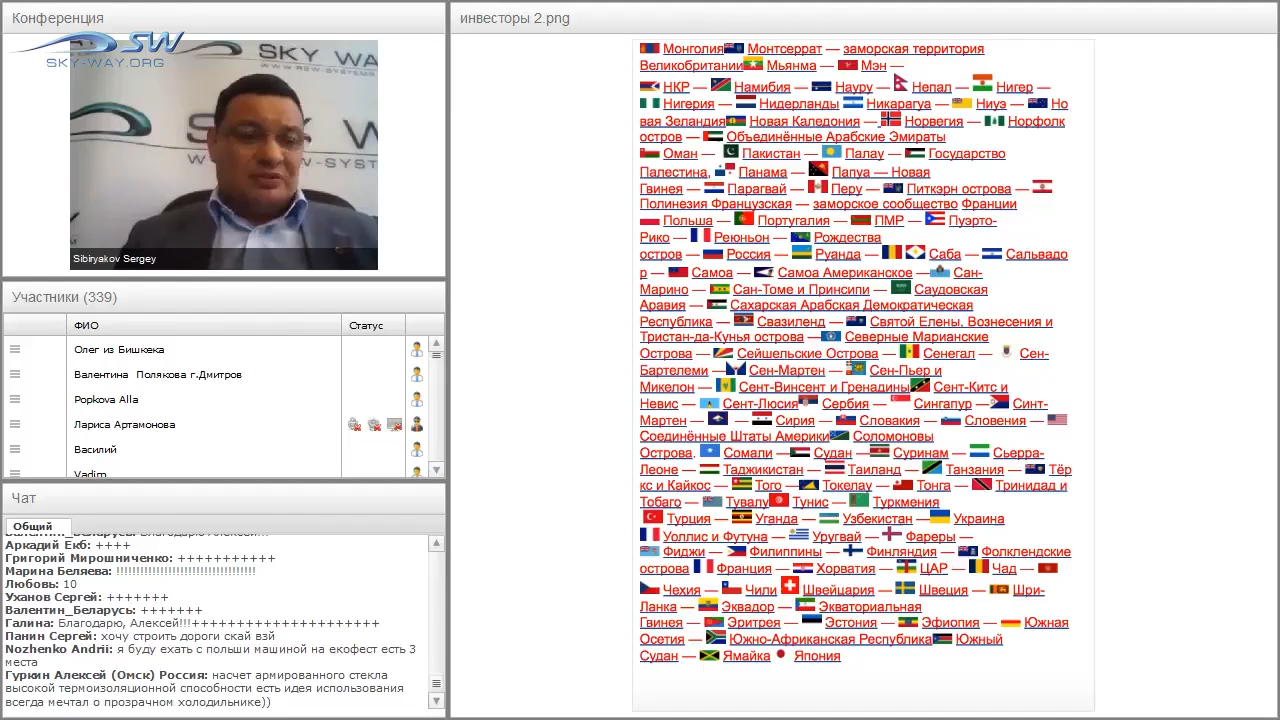 Конференция
SW
SKY-WAY.ORG
SKY WAY
WWW.RSW-SYSTEMS
SKY
Sibiryakov Sergey
Участники (339)
ФИО
Статус
Олег из Бишкека
Валентина Полякова г.Дмитров
Popkova Alla
Лариса Артамонова
Василий
Vadim
Чат
Общий
Валентин_Беларусь: Благодарю Алексей!!!
Аркадий Екб: ++++
Григорий Мирошниченко: +++++++++++
Марина Беляева: !!!!!!!!!!!!!!!!!!!!!!!!!!!!!!!!!!!
Любовь: 10
Уханов Сергей: +++++++
Варентин_Беларусь: +++++++
Галина: Благодарю, Алексей!!!+++++++++++++++++++++
Панин Сергей: хочу строить дороги скай вэй
Nozhenko Andrii: я буду ехать с польши машиной на екофест есть 3
места
Гуркин Алексей (Омск) Россия: насчет армированного стекла
высокой термоизоляционной способности есть идея использования
всегда мечтал о прозрачном холодильнике))
инвесторы 2.png
Монголия Монтсеррат — заморская территория
Великобритании Мьянма — Мэн —
НКР — Намибия — Науру — Непал — Нигер —
Нигерия — Нидерланды Никарагуа — Ниуэ — Но
вая Зеландия Новая Каледония — Норвегия — Норфолк
остров — Объединённые Арабские Эмираты
Оман — Пакистан — Палау — Государство
Палестина, Панама — Папуа — Новая
Гвинея — Парагвай — Перу — Питкэрн острова —
Полинезия Французская — заморское сообщество Франции
Польша — Португалия — ПМР — Пуэрто-
Рико — Реюньон — Рождества
остров — Россия — Руанда — Саба — Сальвадо
р — Самоа — Самоа Американское — Сан-
Марино — Сан-Томе и Принсипи — Саудовская
Аравия — Сахарская Арабская Демократическая
Республика — Свазиленд — Святой Елены, Вознесения и
Тристан-да-Кунья острова — Северные Марианские
Острова — Сейшельские Острова — Сенегал — Сен-
Бартелеми — Сен-Мартен — Сен-Пьер и
Микелон — Сент-Винсент и Гренадины Сент-Китс и
Невис — Сент-Люсия Сербия — Сингапур — Синт-
Мартен — — Сирия — Словакия — Словения —
Соединённые Штаты Америки Соломоновы
Острова, Сомали — Судан — Суринам — Сьерра-
Леоне — Таджикистан — Таиланд — Танзания — Тёр
кс и Кайкос — Того — Токелау — Тонга — Тринидад и
Тобаго — Тувалу Тунис — Туркмения
Турция — Уганда — Узбекистан — Украина
Уоллис и Футуна — Уругвай — Фареры —
Фиджи — Филиппины — Финляндия — Фолклендские
острова Франция — Хорватия — ЦАР — Чад —
Чехия — Чили Швейцария — Швеция — Шри-
Ланка — Эквадор — Экваториальная
Гвинея — Эритрея — Эстония — Эфиопия — Южная
Осетия — Южно-Африканская Республика Южный
Судан — Ямайка Япония